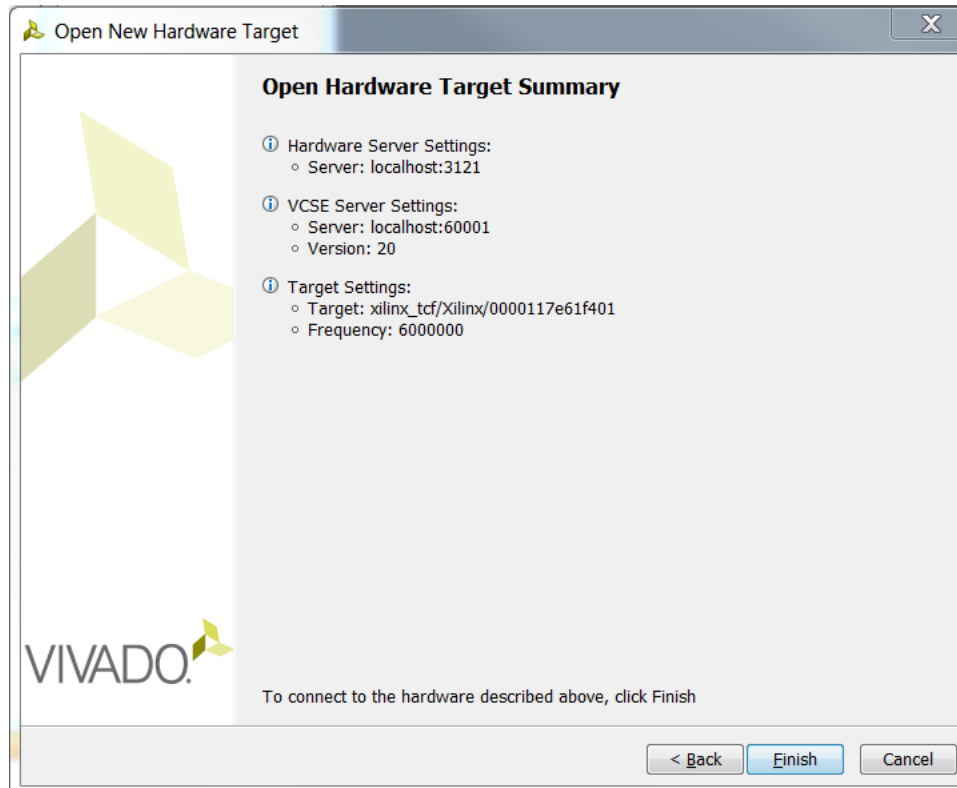 Open New Hardware Target
Open Hardware Target Summary
Hardware Server Settings:
Server: localhost:3121
VCSE Server Settings:
Server: localhost:60001
Version: 20
Target Settings:
Target: xilinx_tcf/Xilinx/0000117e61f401
Frequency: 6000000
VIVADO.
To connect to the hardware described above, click Finish
< Back Finish Cancel